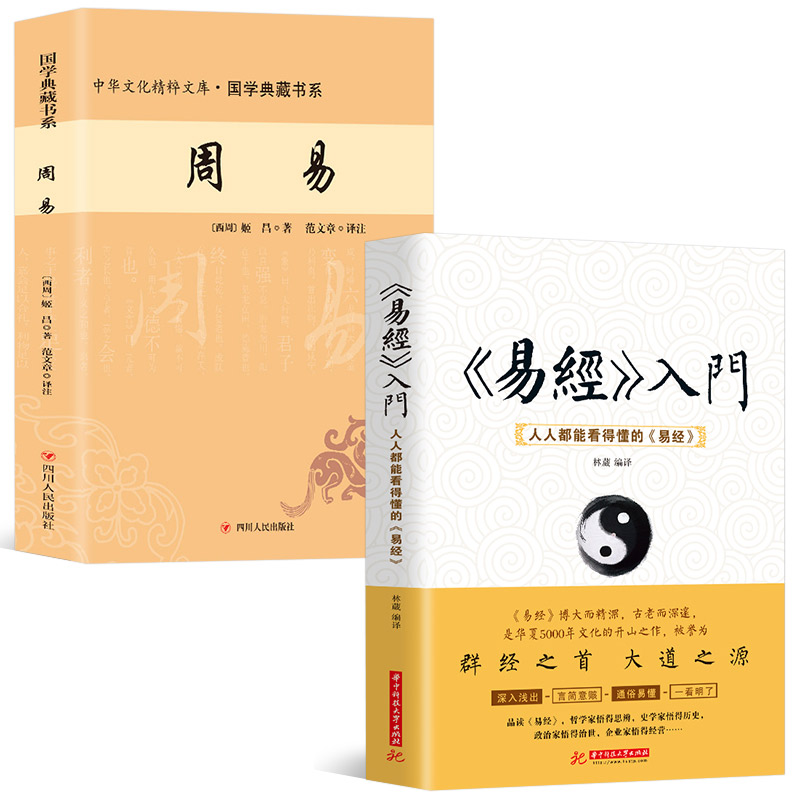 国学典藏书系
周易
[西周]姬昌◎著
范文章◎译注
四川人民出版社
中华文化精粹文库·国学典藏书系
周易
[西周]姬 昌◎著 范文章◎译注
周易
四川人民出版社
《易經》入門
人人都能看得懂的《易经》
林葳 编译
华中科技大学出版社
《易經》入門
人人都能看得懂的《易经》
林葳 编译
《易经》博大而精深，古老而深邃，
是华夏5000年文化的开山之作，被誉为
群经之首 大道之源
深入浅出-言简意赅-通俗易懂-一看明了
品读《易经》，哲学家悟得思辨，史学家悟得历史，
政治家悟得治世，企业家悟得经营……
华中科技大学出版社